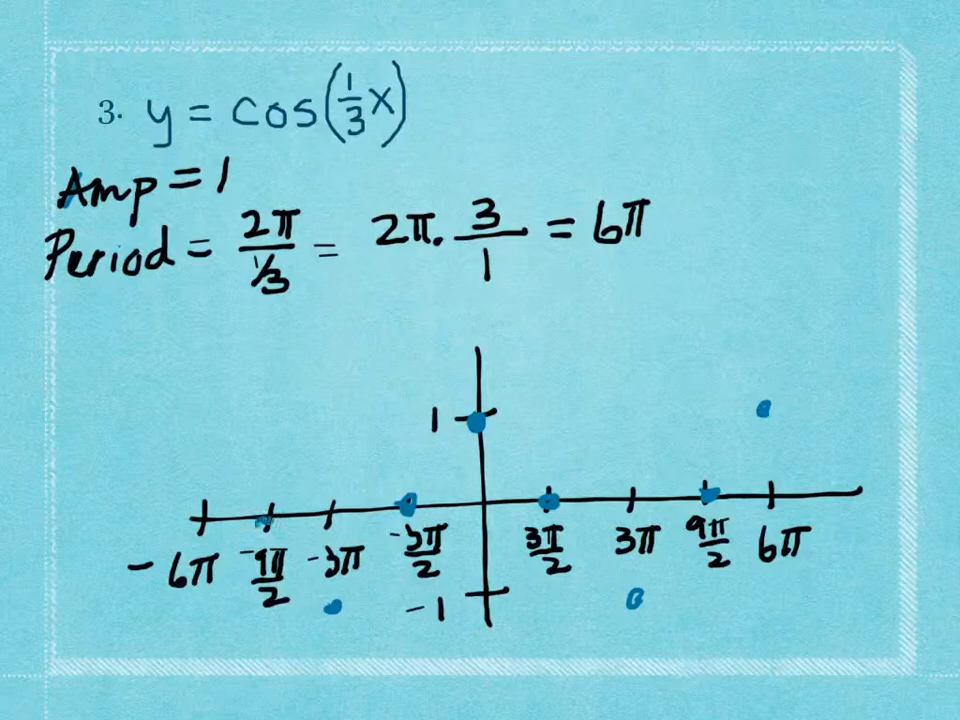 3. y = cos(1/3 x)
Amp = 1
Period = 2π/(1/3) = 2π · 3/1 = 6π
1
-6π -9π/2 -3π -3π/2 3π/2 3π 9π/2 6π
-1